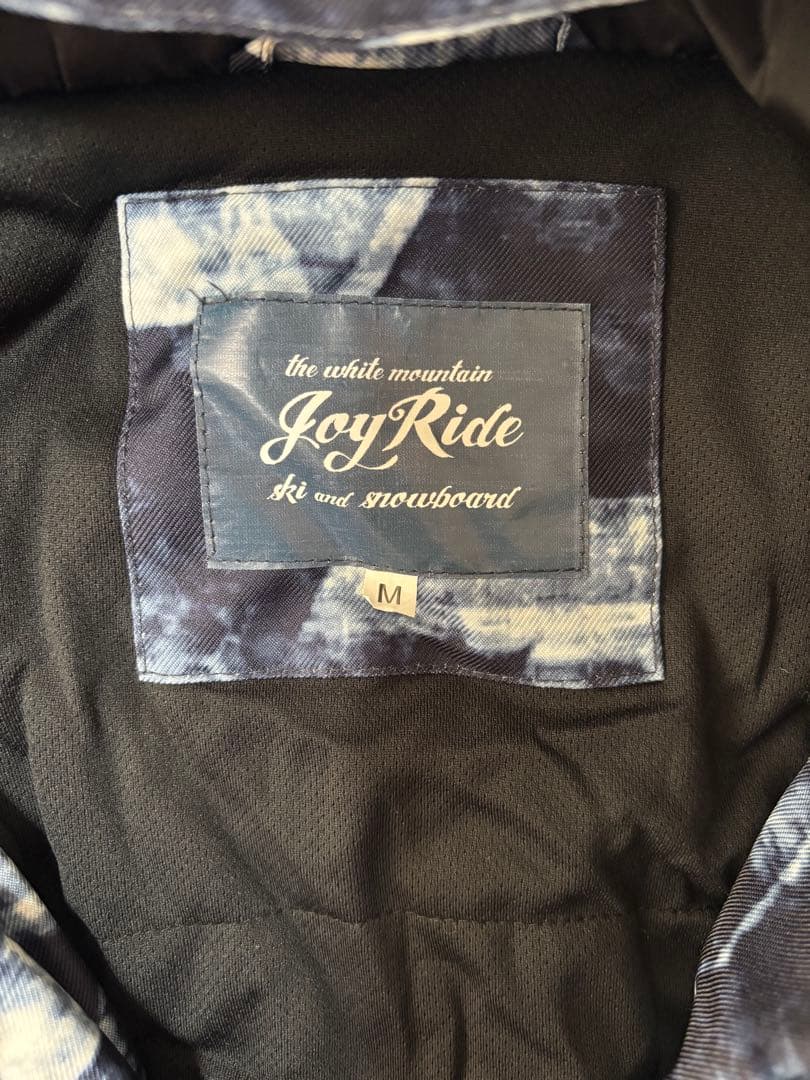 the white mountain
JoyRide
ski and snowboard
M